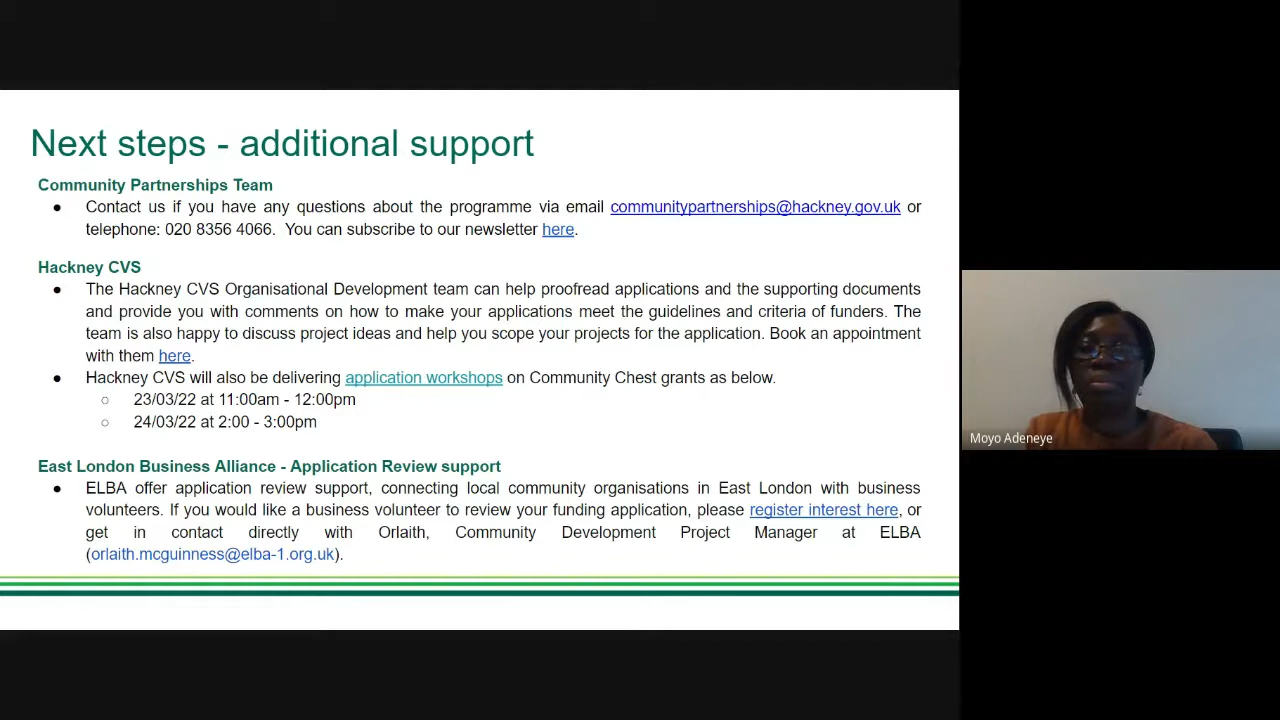 Next steps - additional support
Community Partnerships Team
● Contact us if you have any questions about the programme via email communitypartnerships@hackney.gov.uk or
telephone: 020 8356 4066. You can subscribe to our newsletter here.
Hackney CVS
● The Hackney CVS Organisational Development team can help proofread applications and the supporting documents
and provide you with comments on how to make your applications meet the guidelines and criteria of funders. The
team is also happy to discuss project ideas and help you scope your projects for the application. Book an appointment
with them here.
● Hackney CVS will also be delivering application workshops on Community Chest grants as below.
○ 23/03/22 at 11:00am - 12:00pm
○ 24/03/22 at 2:00 - 3:00pm
East London Business Alliance - Application Review support
● ELBA offer application review support, connecting local community organisations in East London with business
volunteers. If you would like a business volunteer to review your funding application, please register interest here, or
get in contact directly with Orlaith, Community Development Project Manager at ELBA
(orlaith.mcguinness@elba-1.org.uk).
Moyo Adeneye